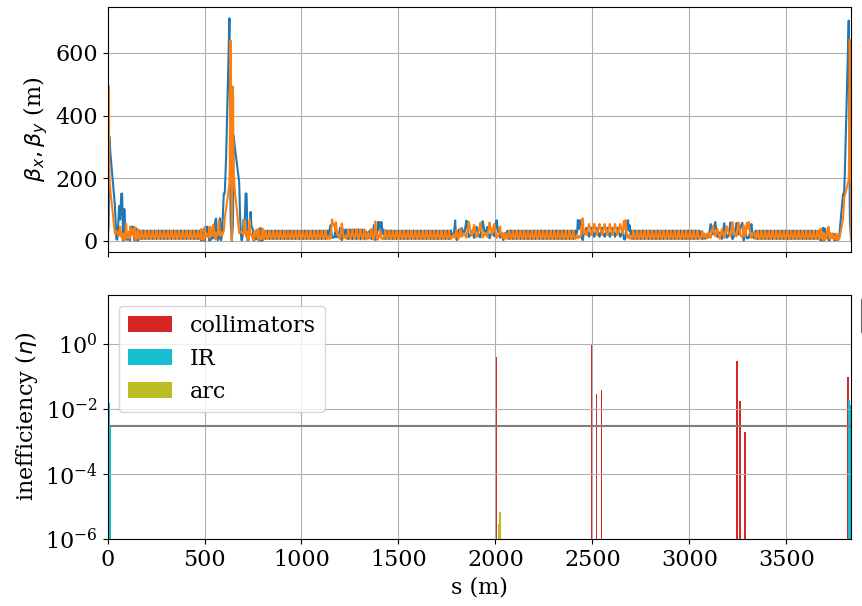 600
400
200
0
βx, βy (m)
collimators
IR
arc
10^0
10^-2
10^-4
10^-6
inefficiency (η)
0 500 1000 1500 2000 2500 3000 3500
s (m)